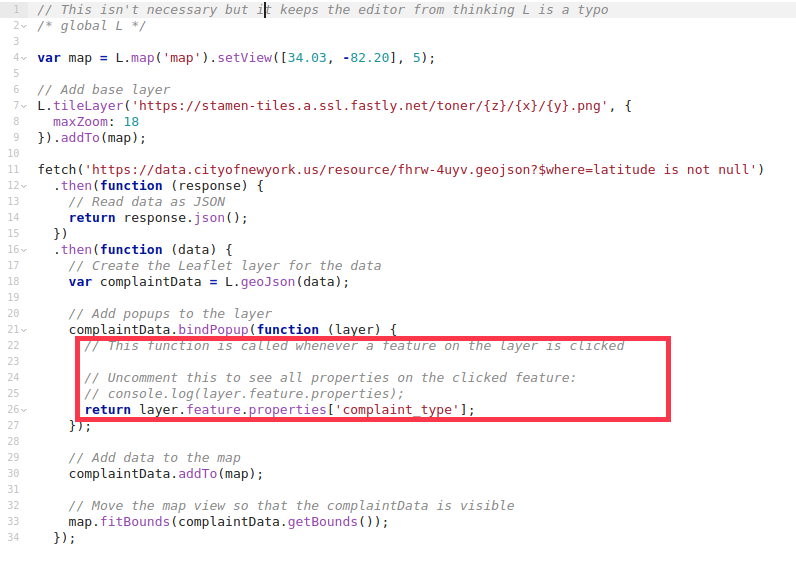 1 // This isn't necessary but it keeps the editor from thinking L is a typo
2 /* global L */
3
4 var map = L.map('map').setView([34.03, -82.20], 5);
5
6 // Add base layer
7 L.tileLayer('https://stamen-tiles.a.ssl.fastly.net/toner/{z}/{x}/{y}.png', {
8   maxZoom: 18
9 }).addTo(map);
10
11 fetch('https://data.cityofnewyork.us/resource/fhrw-4uyv.geojson?$where=latitude is not null')
12   .then(function (response) {
13     // Read data as JSON
14     return response.json();
15   })
16   .then(function (data) {
17     // Create the Leaflet layer for the data
18     var complaintData = L.geoJson(data);
19
20     // Add popups to the layer
21     complaintData.bindPopup(function (layer) {
22       // This function is called whenever a feature on the layer is clicked
23
24       // Uncomment this to see all properties on the clicked feature:
25       // console.log(layer.feature.properties);
26       return layer.feature.properties['complaint_type'];
27     });
28
29     // Add data to the map
30     complaintData.addTo(map);
31
32     // Move the map view so that the complaintData is visible
33     map.fitBounds(complaintData.getBounds());
34   });